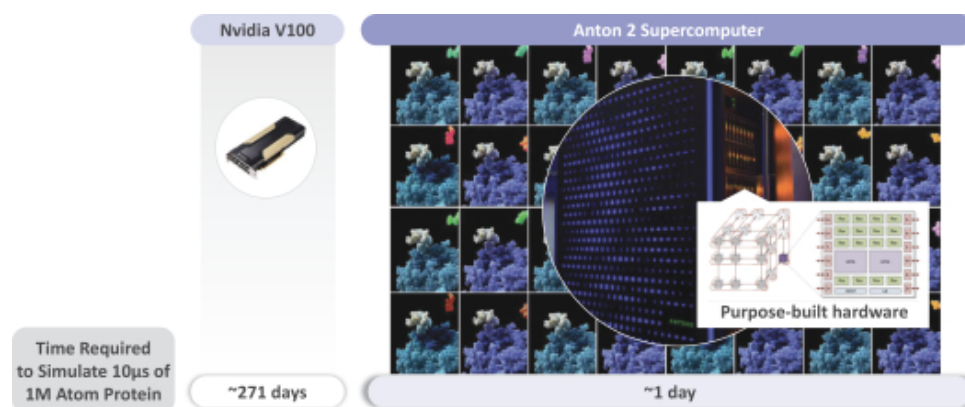 Nvidia V100
Anton 2 Supercomputer
Purpose-built hardware
Time Required
to Simulate 10µs of
1M Atom Protein
~271 days
~1 day